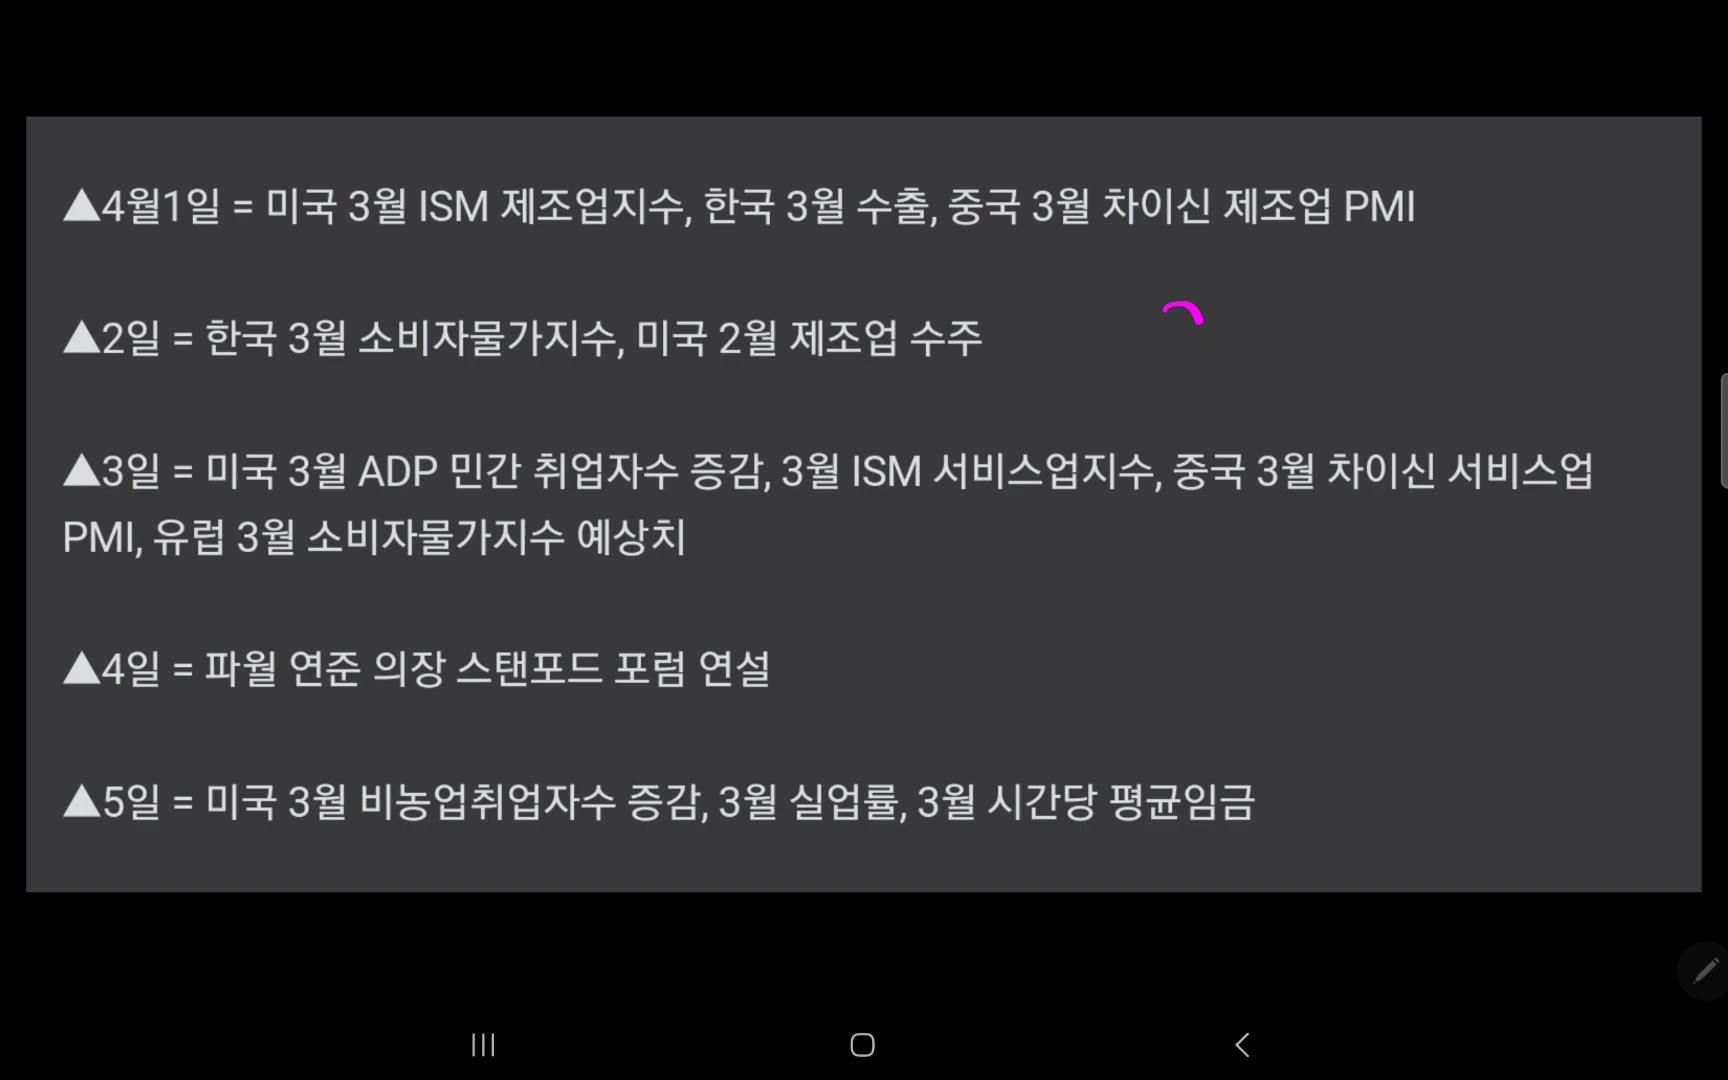 ▲4월1일 = 미국 3월 ISM 제조업지수, 한국 3월 수출, 중국 3월 차이신 제조업 PMI
▲2일 = 한국 3월 소비자물가지수, 미국 2월 제조업 수주
▲3일 = 미국 3월 ADP 민간 취업자수 증감, 3월 ISM 서비스업지수, 중국 3월 차이신 서비스업
PMI, 유럽 3월 소비자물가지수 예상치
▲4일 = 파월 연준 의장 스탠포드 포럼 연설
▲5일 = 미국 3월 비농업취업자수 증감, 3월 실업률, 3월 시간당 평균임금